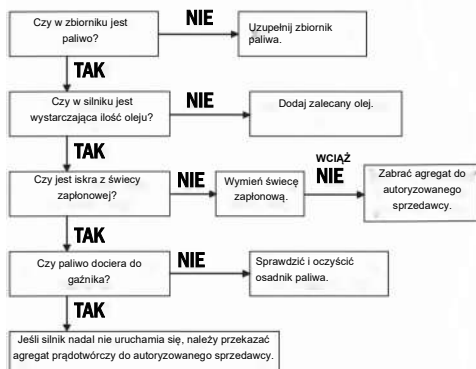 Czy w zbiorniku jest
paliwo?
NIE
Uzupełnij zbiornik
paliwa.
TAK
Czy w silniku jest
wystarczająca ilość oleju?
NIE
Dodaj zalecany olej.
TAK
Czy jest iskra z świecy
zapłonowej?
NIE
Wymień świecę
zapłonową.
WCIĄŻ
NIE
Zabrać agregat do
autoryzowanego
sprzedawcy.
TAK
Czy paliwo dociera do
gaźnika?
NIE
Sprawdzić i oczyścić
osadnik paliwa.
TAK
Jeśli silnik nadal nie uruchamia się, należy przekazać
agregat prądotwórczy do autoryzowanego sprzedawcy.